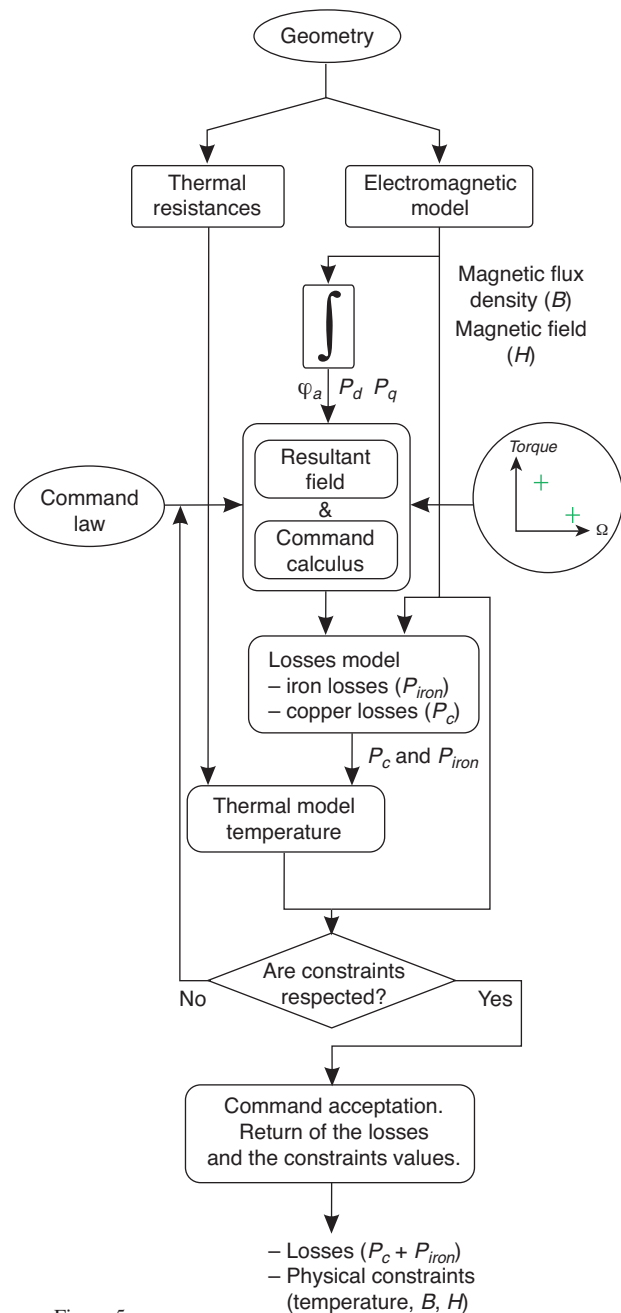 Geometry
Thermal
resistances
Electromagnetic
model
Magnetic flux
density (B)
Magnetic field
(H)
∫
φa Pd Pq
Resultant
field
&
Command
calculus
Command
law
Torque
Ω
Losses model
– iron losses (Piron)
– copper losses (Pc)
Pc and Piron
Thermal model
temperature
Are constraints
respected?
No
Yes
Command acceptation.
Return of the losses
and the constraints values.
– Losses (Pc + Piron)
– Physical constraints
(temperature, B, H)